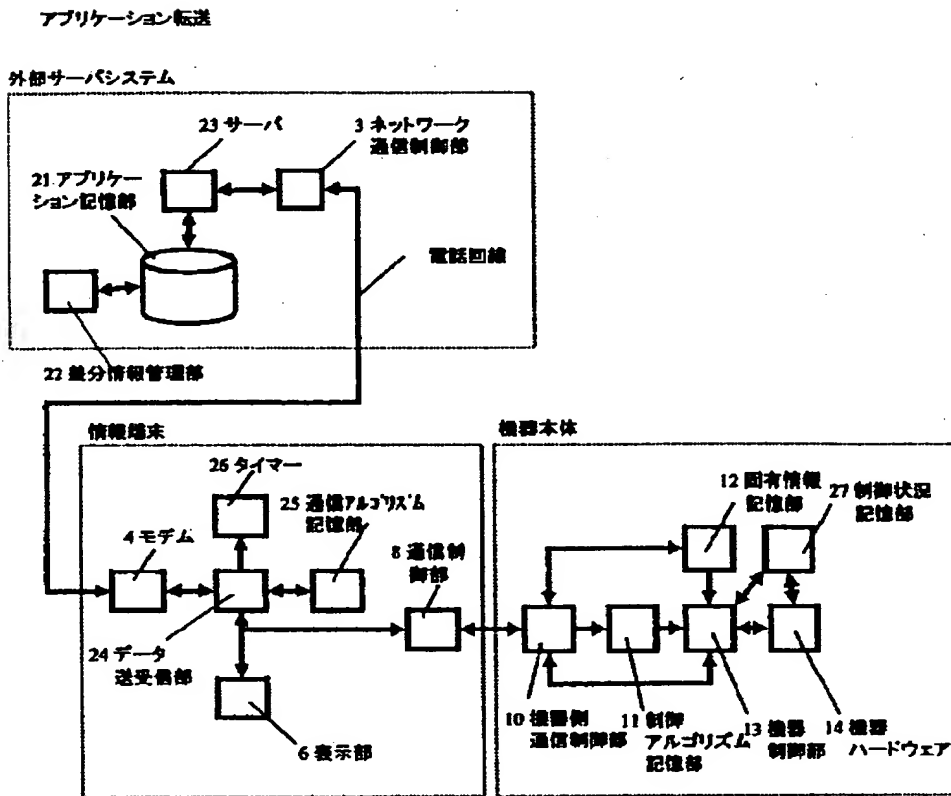 アプリケーション転送
外部サーバシステム
23 サーバ
3 ネットワーク
通信制御部
21 アプリケー
ション記憶部
電話回線
22 差分情報管理部
情報端末
機器本体
26 タイマー
25 通信アルゴリズム
記憶部
4 モデム
8 通信制
御部
12 固有情報
記憶部
27 制御状況
記憶部
24 データ
送受信部
6 表示部
10 機器側
通信制御部
11 制御
アルゴリズム
記憶部
13 機器
制御部
14 機器
ハードウェア